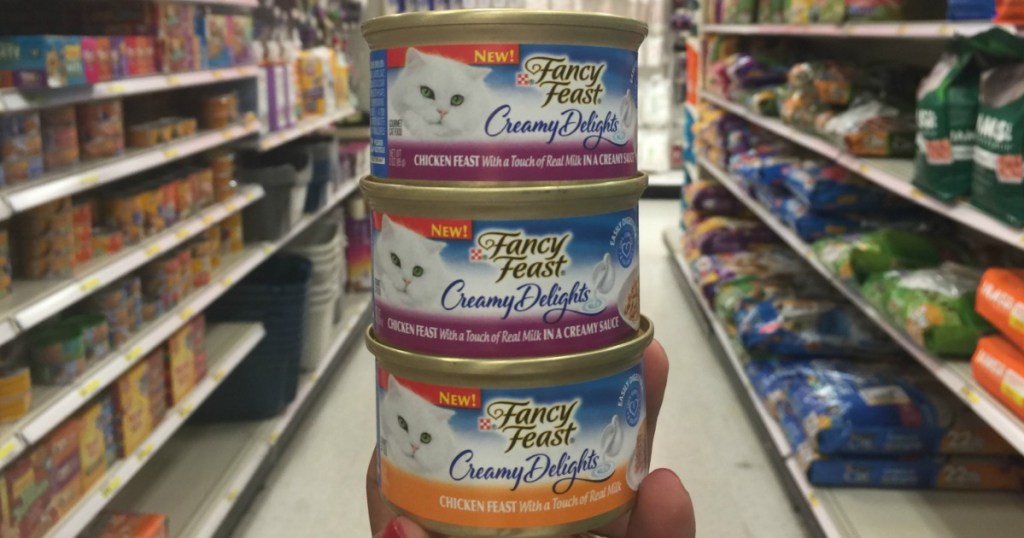 NEW!
Fancy
Feast
Creamy Delights
CHICKEN FEAST With a Touch of Real Milk IN A CREAMY SAUCE
NEW!
Fancy
Feast
Creamy Delights
CHICKEN FEAST With a Touch of Real Milk IN A CREAMY SAUCE
NEW!
Fancy
Feast
Creamy Delights
CHICKEN FEAST With a Touch of Real Milk